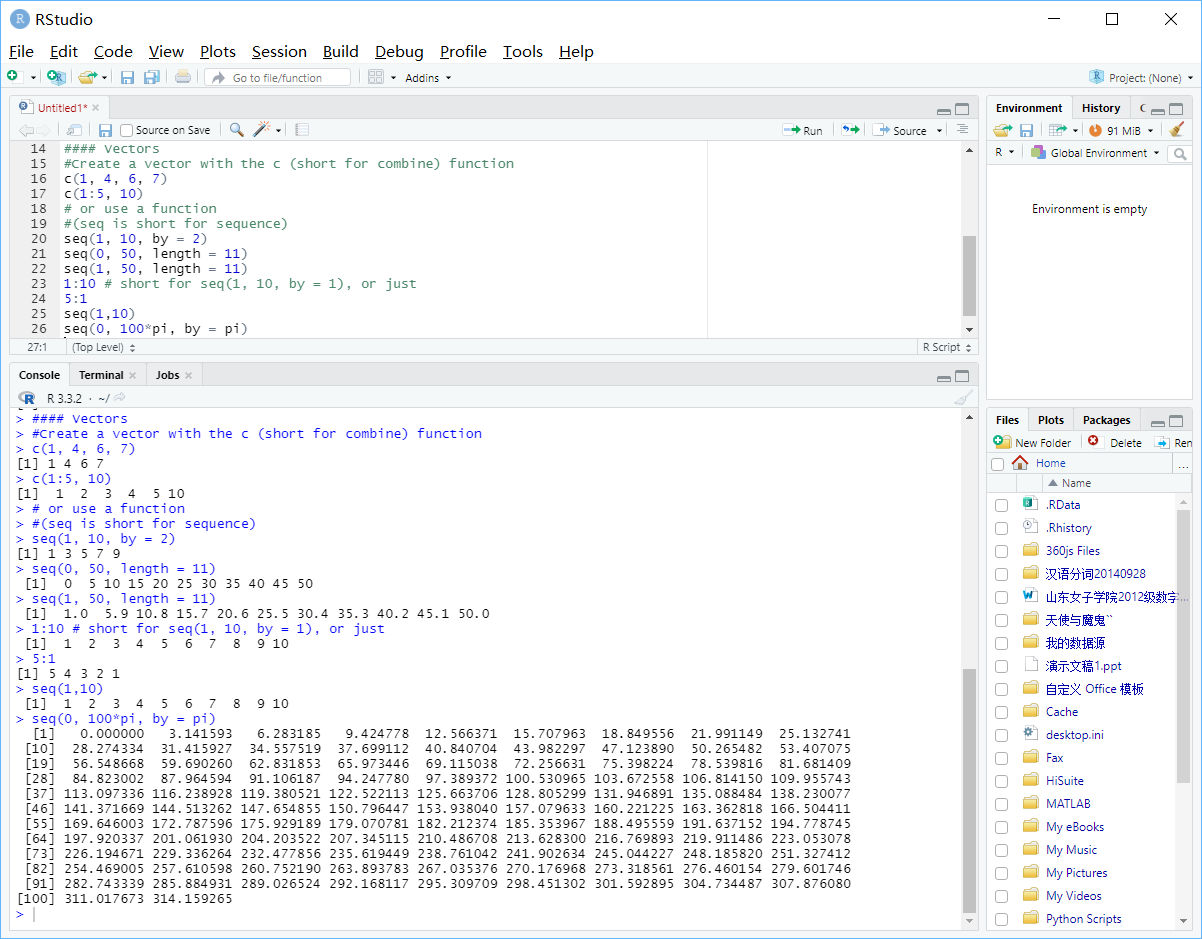 RStudio
File Edit Code View Plots Session Build Debug Profile Tools Help
Go to file/function Addins Project: (None)
Untitled1*
Source on Save Run Source
14 #### Vectors
15 #Create a vector with the c (short for combine) function
16 c(1, 4, 6, 7)
17 c(1:5, 10)
18 # or use a function
19 #(seq is short for sequence)
20 seq(1, 10, by = 2)
21 seq(0, 50, length = 11)
22 seq(1, 50, length = 11)
23 1:10 # short for seq(1, 10, by = 1), or just
24 5:1
25 seq(1,10)
26 seq(0, 100*pi, by = pi)
27:1 (Top Level) R Script
Console Terminal Jobs
R 3.3.2 · ~/
> #### Vectors
> #Create a vector with the c (short for combine) function
> c(1, 4, 6, 7)
[1] 1 4 6 7
> c(1:5, 10)
[1]  1  2  3  4  5 10
> # or use a function
> #(seq is short for sequence)
> seq(1, 10, by = 2)
[1] 1 3 5 7 9
> seq(0, 50, length = 11)
 [1]  0  5 10 15 20 25 30 35 40 45 50
> seq(1, 50, length = 11)
 [1]  1.0  5.9 10.8 15.7 20.6 25.5 30.4 35.3 40.2 45.1 50.0
> 1:10 # short for seq(1, 10, by = 1), or just
 [1]  1  2  3  4  5  6  7  8  9 10
> 5:1
[1] 5 4 3 2 1
> seq(1,10)
 [1]  1  2  3  4  5  6  7  8  9 10
> seq(0, 100*pi, by = pi)
  [1]   0.000000   3.141593   6.283185   9.424778  12.566371  15.707963  18.849556  21.991149  25.132741
 [10]  28.274334  31.415927  34.557519  37.699112  40.840704  43.982297  47.123890  50.265482  53.407075
 [19]  56.548668  59.690260  62.831853  65.973446  69.115038  72.256631  75.398224  78.539816  81.681409
 [28]  84.823002  87.964594  91.106187  94.247780  97.389372 100.530965 103.672558 106.814150 109.955743
 [37] 113.097336 116.238928 119.380521 122.522113 125.663706 128.805299 131.946891 135.088484 138.230077
 [46] 141.371669 144.513262 147.654855 150.796447 153.938040 157.079633 160.221225 163.362818 166.504411
 [55] 169.646003 172.787596 175.929189 179.070781 182.212374 185.353967 188.495559 191.637152 194.778745
 [64] 197.920337 201.061930 204.203522 207.345115 210.486708 213.628300 216.769893 219.911486 223.053078
 [73] 226.194671 229.336264 232.477856 235.619449 238.761042 241.902634 245.044227 248.185820 251.327412
 [82] 254.469005 257.610598 260.752190 263.893783 267.035376 270.176968 273.318561 276.460154 279.601746
 [91] 282.743339 285.884931 289.026524 292.168117 295.309709 298.451302 301.592895 304.734487 307.876080
[100] 311.017673 314.159265
>
Environment History C
91 MiB
R Global Environment
Environment is empty
Files Plots Packages
New Folder Delete Ren
Home ...
Name
.RData
.Rhistory
360js Files
汉语分词20140928
山东女子学院2012级数字...
天使与魔鬼``
我的数据源
演示文稿1.ppt
自定义 Office 模板
Cache
desktop.ini
Fax
HiSuite
MATLAB
My eBooks
My Music
My Pictures
My Videos
Python Scripts